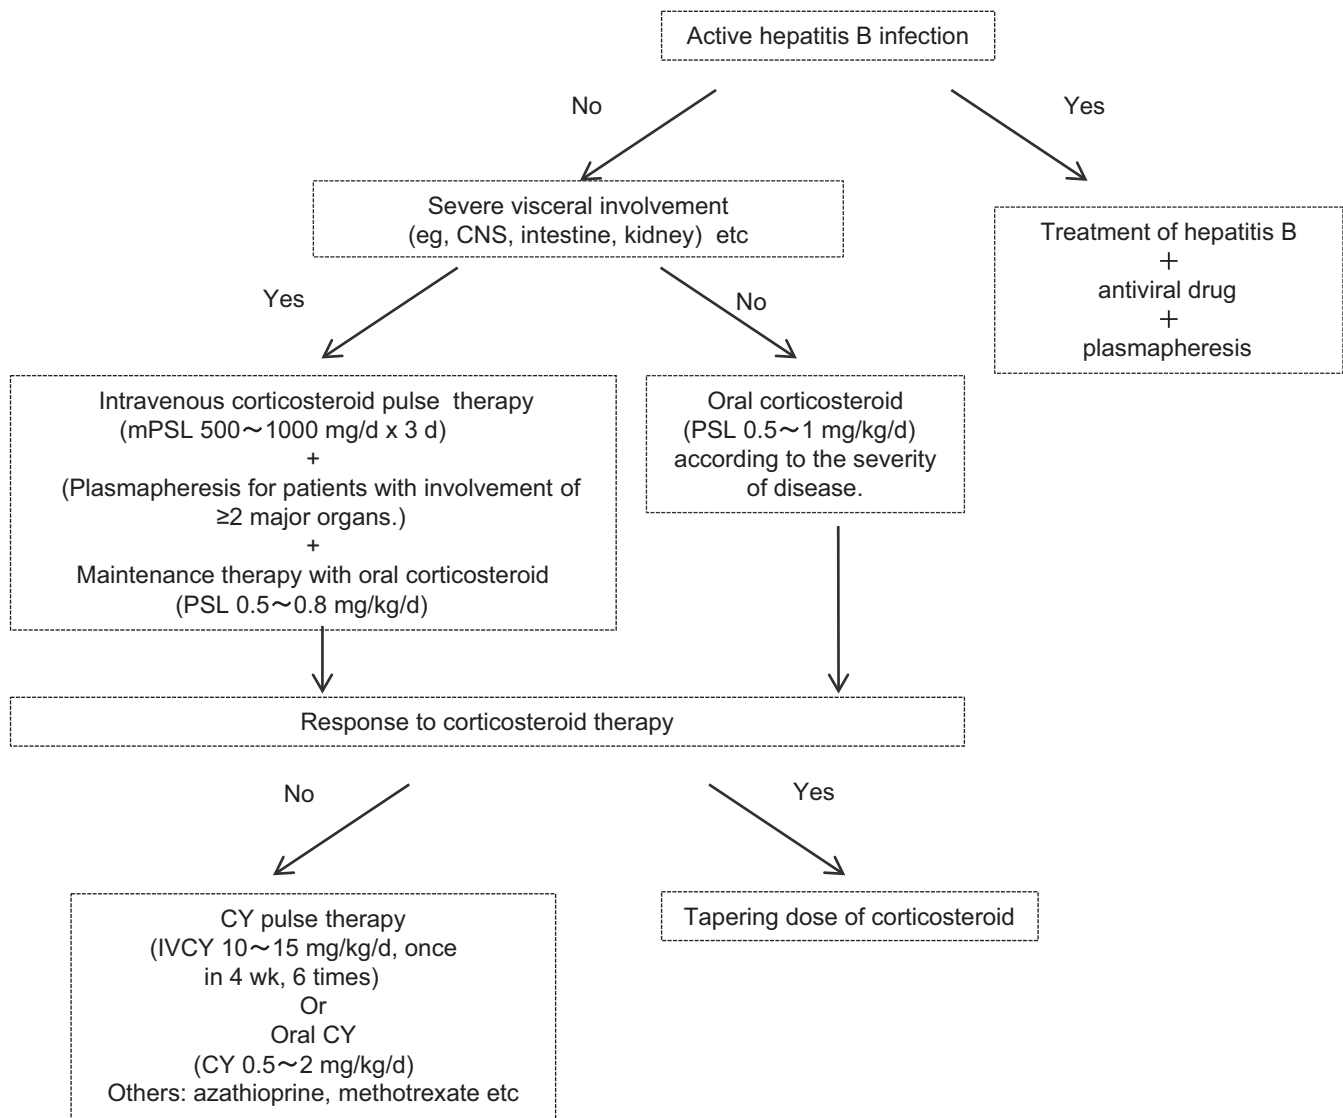 Active hepatitis B infection
No
Yes
Severe visceral involvement
(eg, CNS, intestine, kidney) etc
Treatment of hepatitis B
+
antiviral drug
+
plasmapheresis
Yes
No
Intravenous corticosteroid pulse therapy
(mPSL 500~1000 mg/d x 3 d)
+
(Plasmapheresis for patients with involvement of
≥2 major organs.)
+
Maintenance therapy with oral corticosteroid
(PSL 0.5~0.8 mg/kg/d)
Oral corticosteroid
(PSL 0.5~1 mg/kg/d)
according to the severity
of disease.
Response to corticosteroid therapy
No
Yes
CY pulse therapy
(IVCY 10~15 mg/kg/d, once
in 4 wk, 6 times)
Or
Oral CY
(CY 0.5~2 mg/kg/d)
Others: azathioprine, methotrexate etc
Tapering dose of corticosteroid